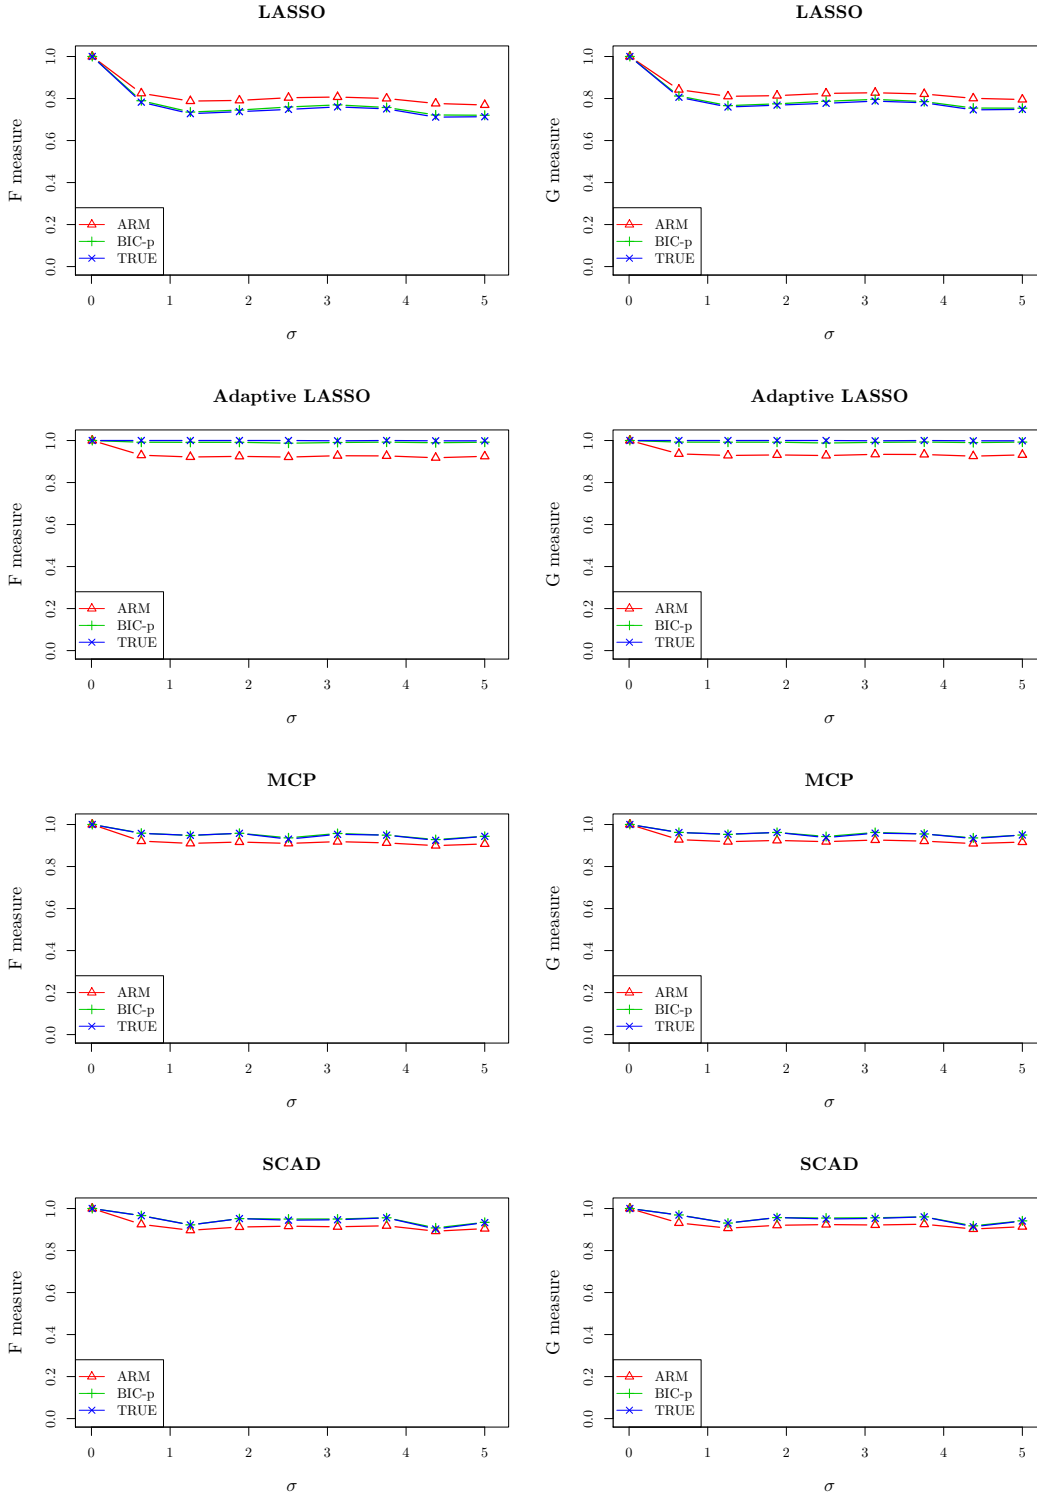 LASSO
F measure
1.0
0.8
0.6
0.4
0.2
0.0
ARM
BIC-p
TRUE
0 1 2 3 4 5
σ
LASSO
G measure
1.0
0.8
0.6
0.4
0.2
0.0
ARM
BIC-p
TRUE
0 1 2 3 4 5
σ
Adaptive LASSO
F measure
1.0
0.8
0.6
0.4
0.2
0.0
ARM
BIC-p
TRUE
0 1 2 3 4 5
σ
Adaptive LASSO
G measure
1.0
0.8
0.6
0.4
0.2
0.0
ARM
BIC-p
TRUE
0 1 2 3 4 5
σ
MCP
F measure
1.0
0.8
0.6
0.4
0.2
0.0
ARM
BIC-p
TRUE
0 1 2 3 4 5
σ
MCP
G measure
1.0
0.8
0.6
0.4
0.2
0.0
ARM
BIC-p
TRUE
0 1 2 3 4 5
σ
SCAD
F measure
1.0
0.8
0.6
0.4
0.2
0.0
ARM
BIC-p
TRUE
0 1 2 3 4 5
σ
SCAD
G measure
1.0
0.8
0.6
0.4
0.2
0.0
ARM
BIC-p
TRUE
0 1 2 3 4 5
σ